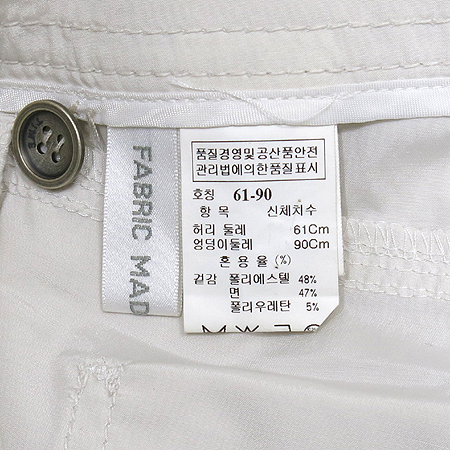 품질경영및공산품안전
관리법에의한품질표시
호칭 61-90
항 목 신체치수
허리 둘레 61Cm
엉덩이둘레 90Cm
혼 용 율 (%)
겉감 폴리에스텔 48%
면 47%
폴리우레탄 5%
FABRIC MAD